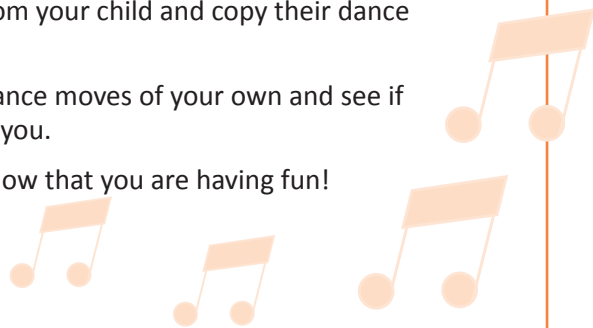 om your child and copy their dance
ance moves of your own and see if
you.
ow that you are having fun!